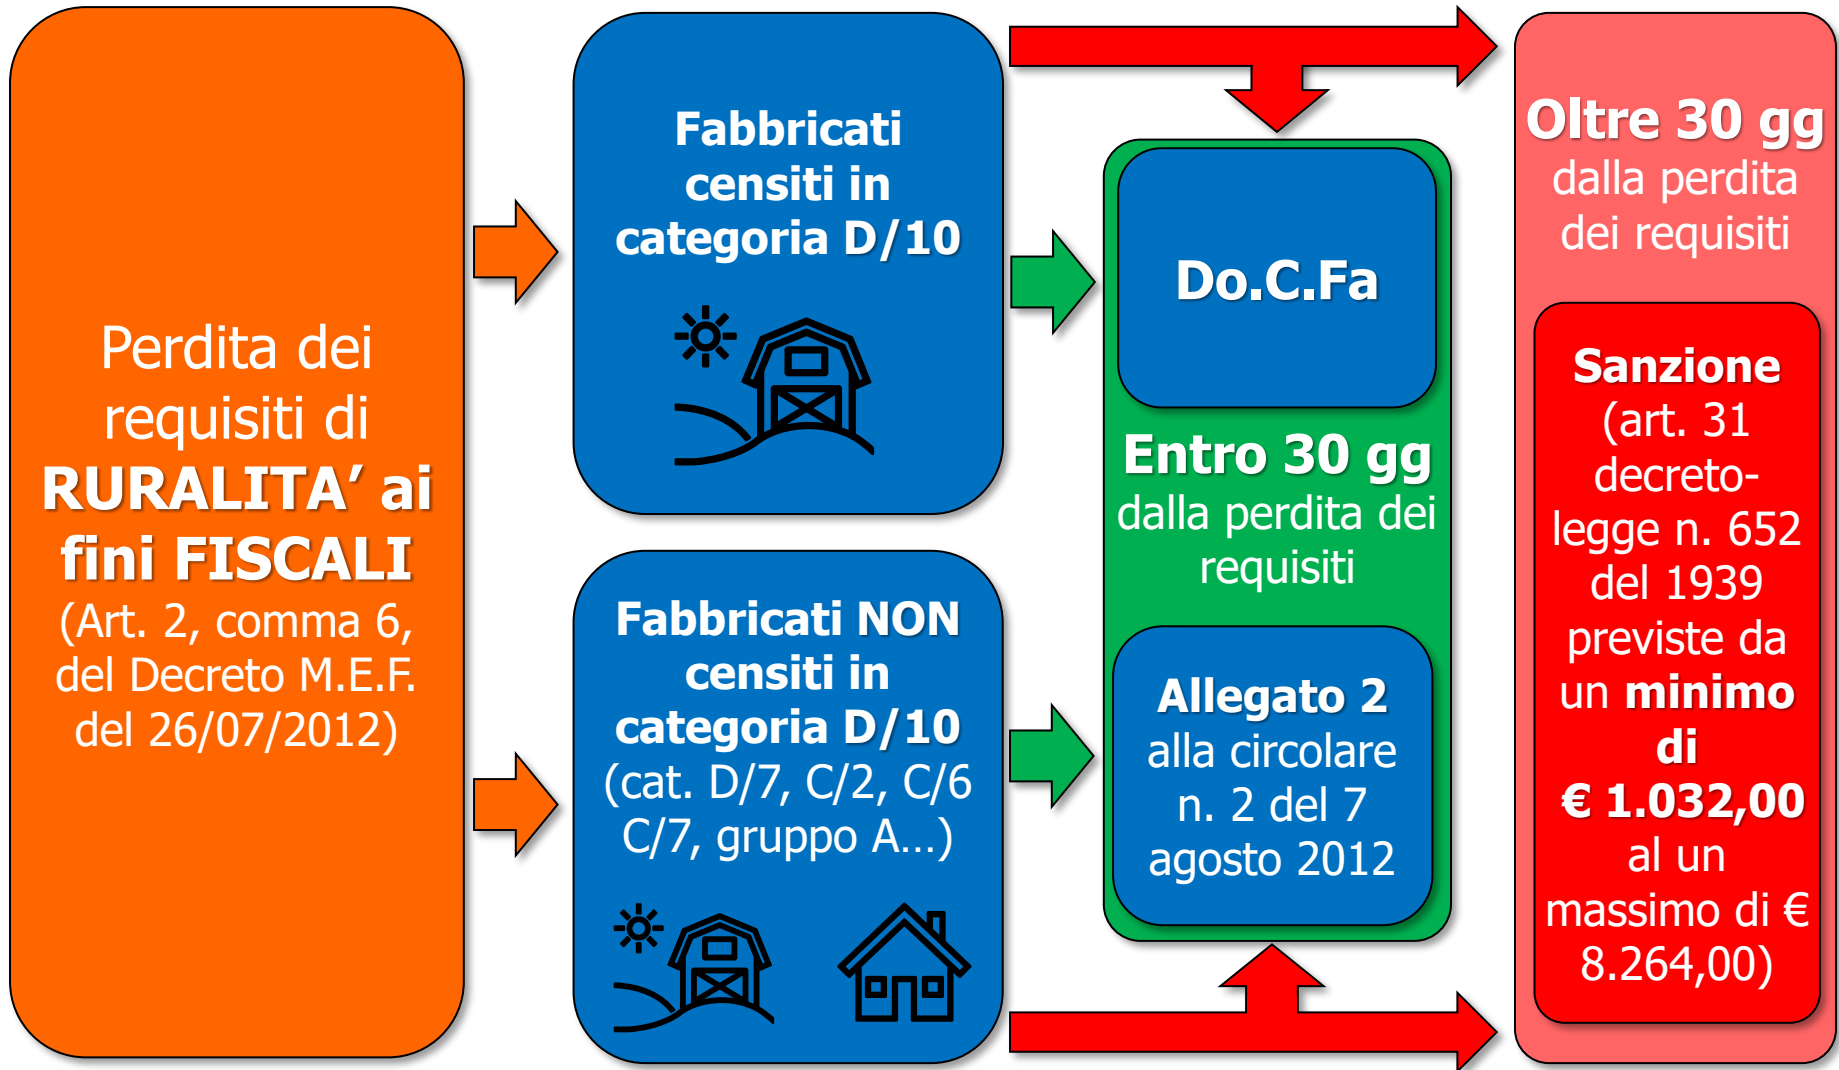 Perdita dei
requisiti di
RURALITA’ ai
fini FISCALI
(Art. 2, comma 6,
del Decreto M.E.F.
del 26/07/2012)
Fabbricati
censiti in
categoria D/10
Fabbricati NON
censiti in
categoria D/10
(cat. D/7, C/2, C/6
C/7, gruppo A…)
Do.C.Fa
Entro 30 gg
dalla perdita dei
requisiti
Allegato 2
alla circolare
n. 2 del 7
agosto 2012
Oltre 30 gg
dalla perdita
dei requisiti
Sanzione
(art. 31
decreto-
legge n. 652
del 1939
previste da
un minimo
di
€ 1.032,00
al un
massimo di €
8.264,00)